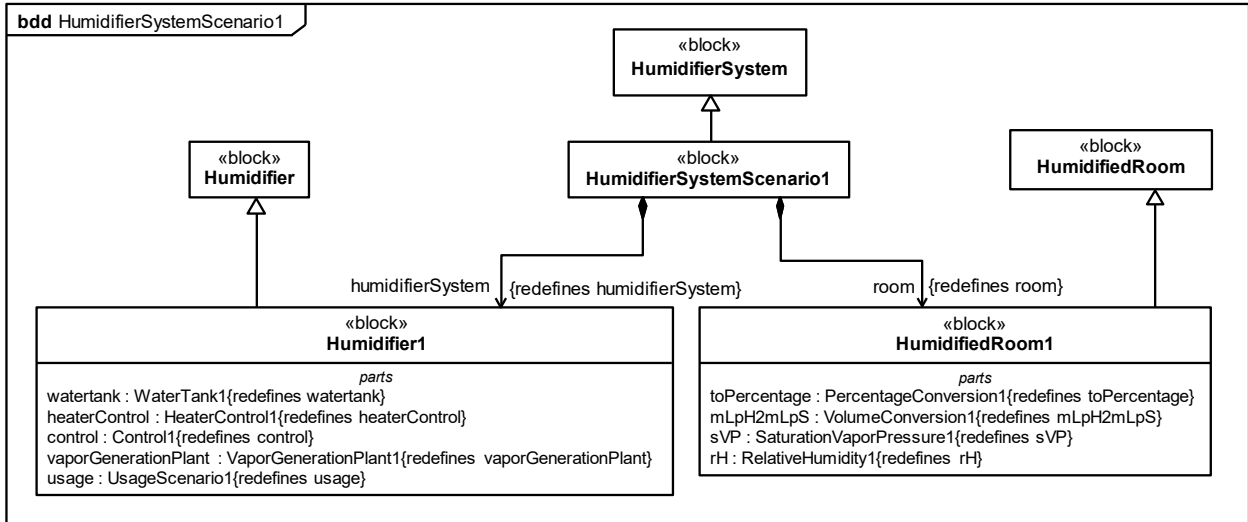 bdd HumidifierSystemScenario1
«block»
HumidifierSystem
«block»
Humidifier
«block»
HumidifierSystemScenario1
«block»
HumidifiedRoom
humidifierSystem
{redefines humidifierSystem}
room
{redefines room}
«block»
Humidifier1
parts
watertank : WaterTank1{redefines watertank}
heaterControl : HeaterControl1{redefines heaterControl}
control : Control1{redefines control}
vaporGenerationPlant : VaporGenerationPlant1{redefines vaporGenerationPlant}
usage : UsageScenario1{redefines usage}
«block»
HumidifiedRoom1
parts
toPercentage : PercentageConversion1{redefines toPercentage}
mLpH2mLpS : VolumeConversion1{redefines mLpH2mLpS}
sVP : SaturationVaporPressure1{redefines sVP}
rH : RelativeHumidity1{redefines rH}